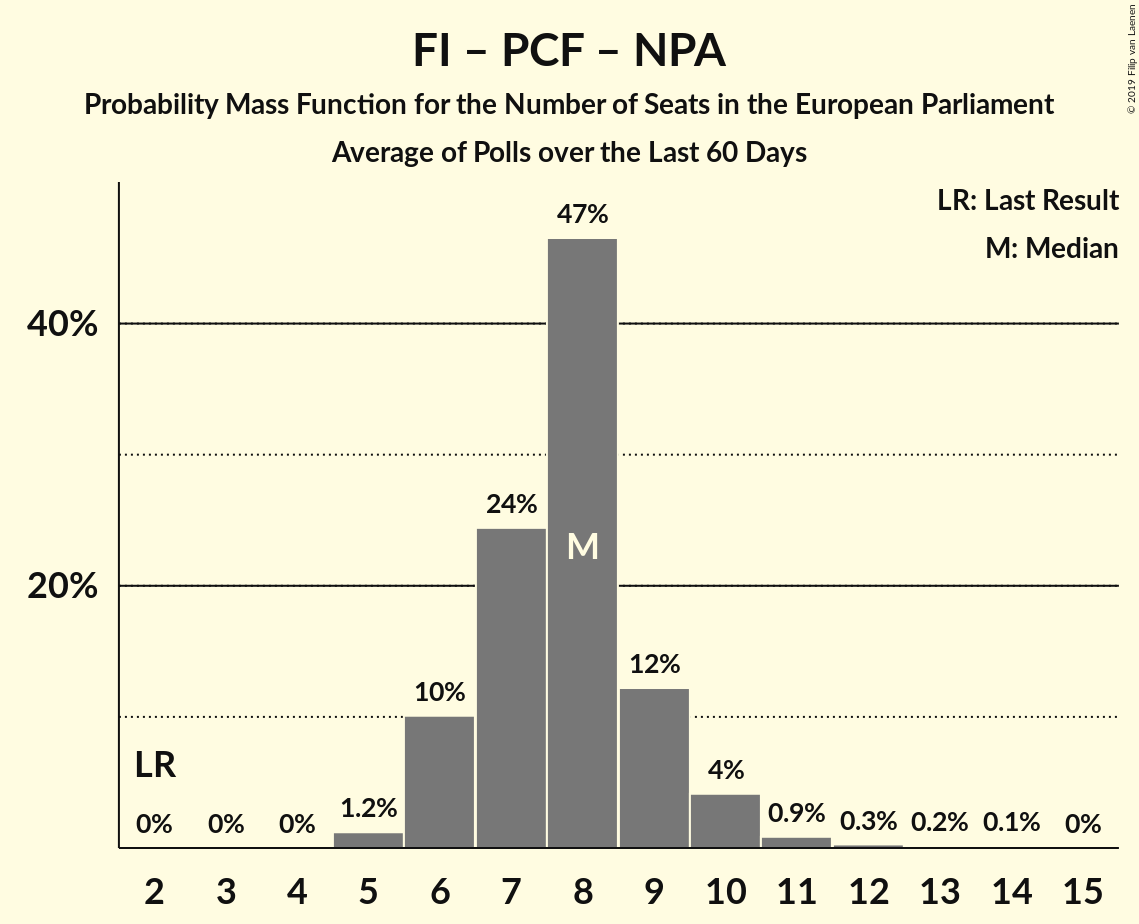 FI – PCF – NPA
Probability Mass Function for the Number of Seats in the European Parliament
Average of Polls over the Last 60 Days
© 2019 Filip van Laenen
LR: Last Result
M: Median
47%
40%
24%
M
20%
12%
10%
LR
4%
0% 0% 0% 1.2% 0.9% 0.3% 0.2% 0.1% 0%
2 3 4 5 6 7 8 9 10 11 12 13 14 15